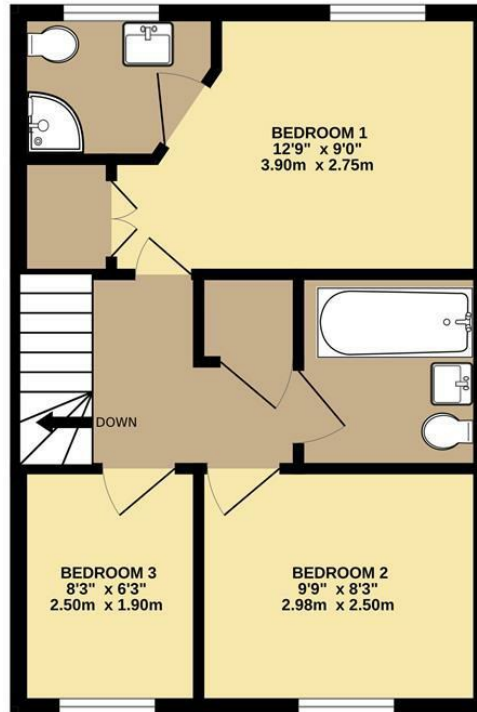 BEDROOM 1
12'9" x 9'0"
3.90m x 2.75m
DOWN
BEDROOM 3
8'3" x 6'3"
2.50m x 1.90m
BEDROOM 2
9'9" x 8'3"
2.98m x 2.50m